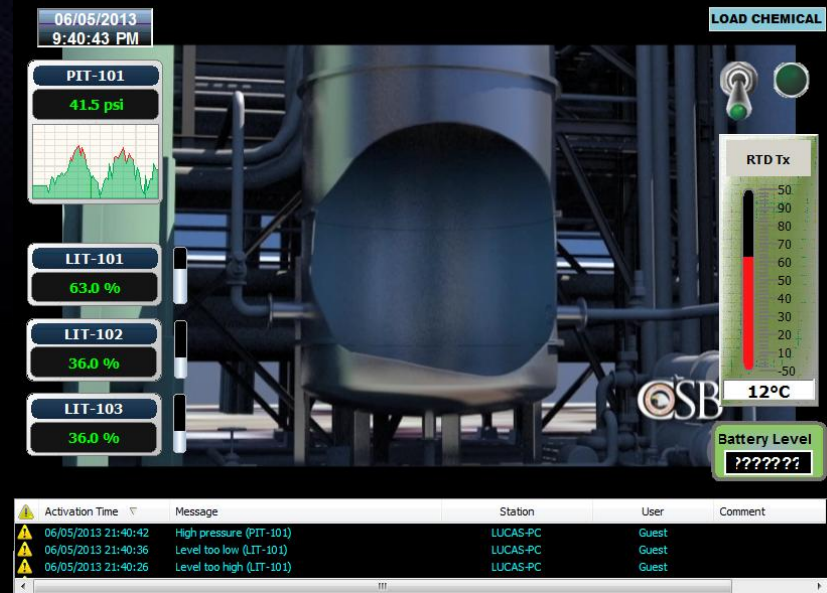 06/05/2013
9:40:43 PM
LOAD CHEMICAL
PIT-101
41.5 psi
RTD Tx
50
90
80
70
60
50
40
30
20
10
-50
12°C
LIT-101
63.0 %
LIT-102
36.0 %
LIT-103
36.0 %
CSB
Battery Level
???????
Activation Time Message Station User Comment
06/05/2013 21:40:42 High pressure (PIT-101) LUCAS-PC Guest
06/05/2013 21:40:36 Level too low (LIT-101) LUCAS-PC Guest
06/05/2013 21:40:26 Level too high (LIT-101) LUCAS-PC Guest